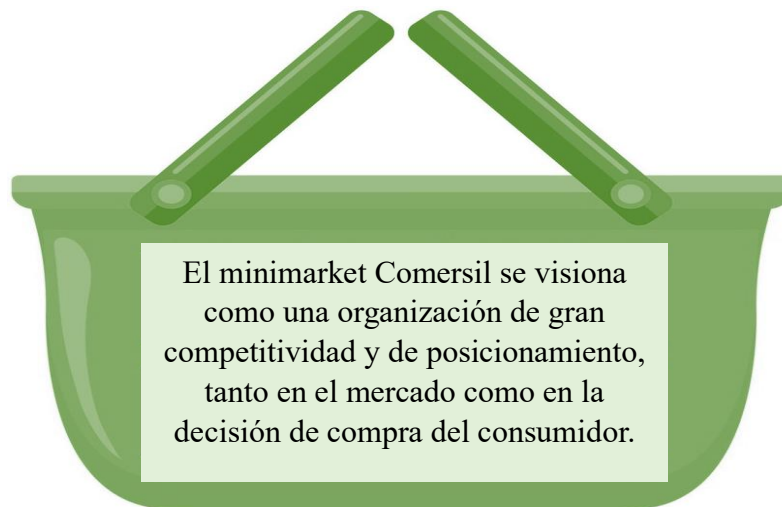 El minimarket Comersil se visiona
como una organización de gran
competitividad y de posicionamiento,
tanto en el mercado como en la
decisión de compra del consumidor.